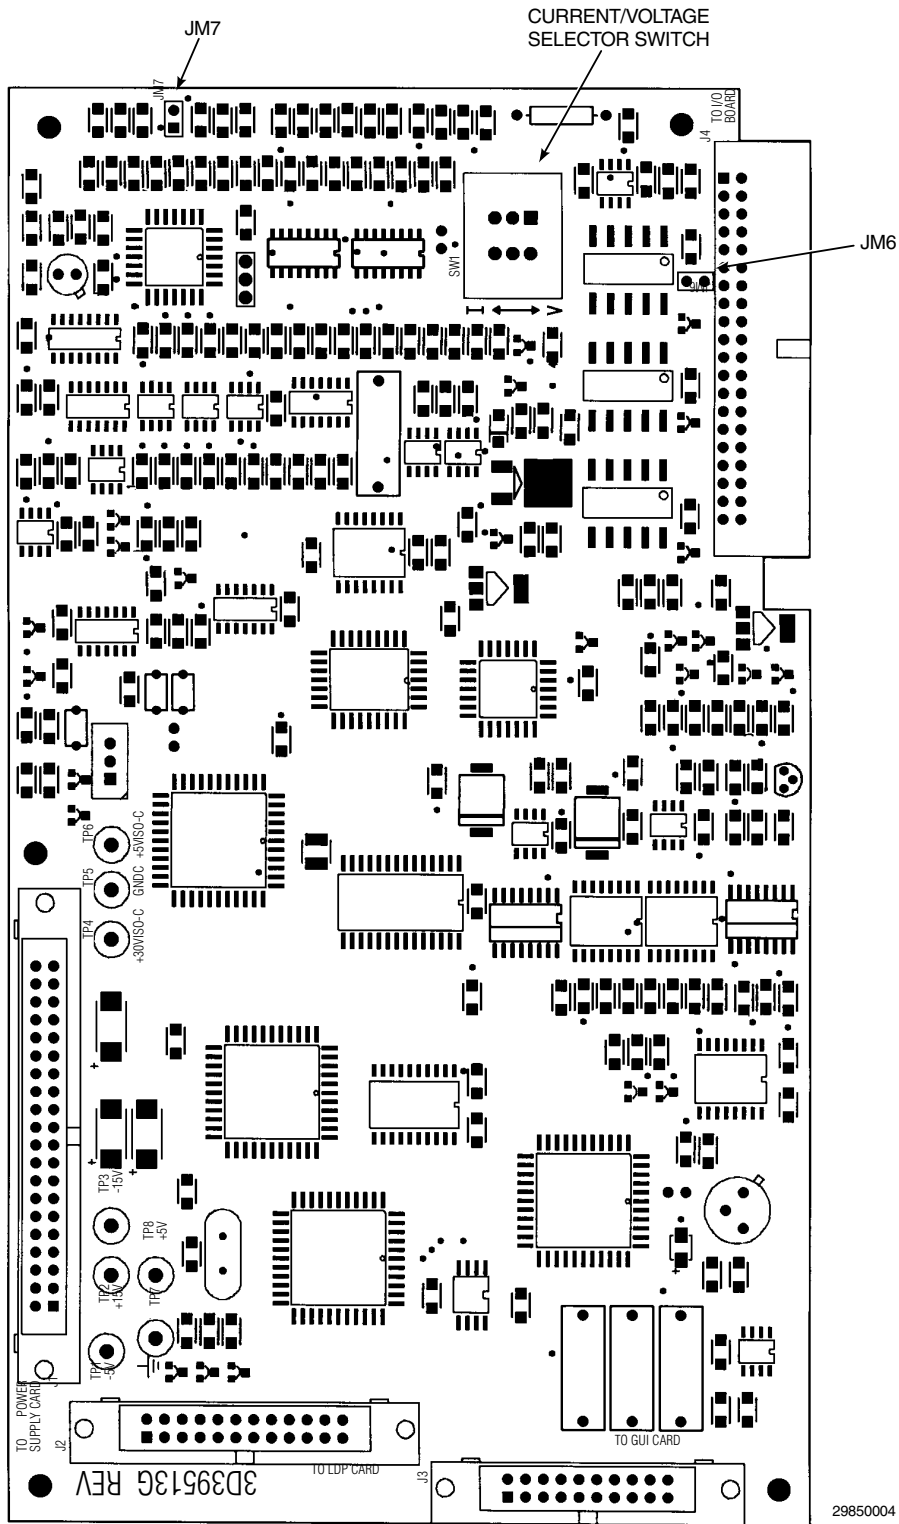 JM7
CURRENT/VOLTAGE
SELECTOR SWITCH
JM7
TO I/O
BOARD
J4
JM6
JM6
SW1
I
V
TP6
+5VISO-C
TP5
GNDC
TP4
+30VISO-C
+
+
+
TP3
-15V
TP8
+5V
TP2
+15V
TP7
TP1
-5V
+
J1
TO POWER
SUPPLY CARD
J2
TO LDP CARD
TO GUI CARD
J3
3D39513G REV
29850004